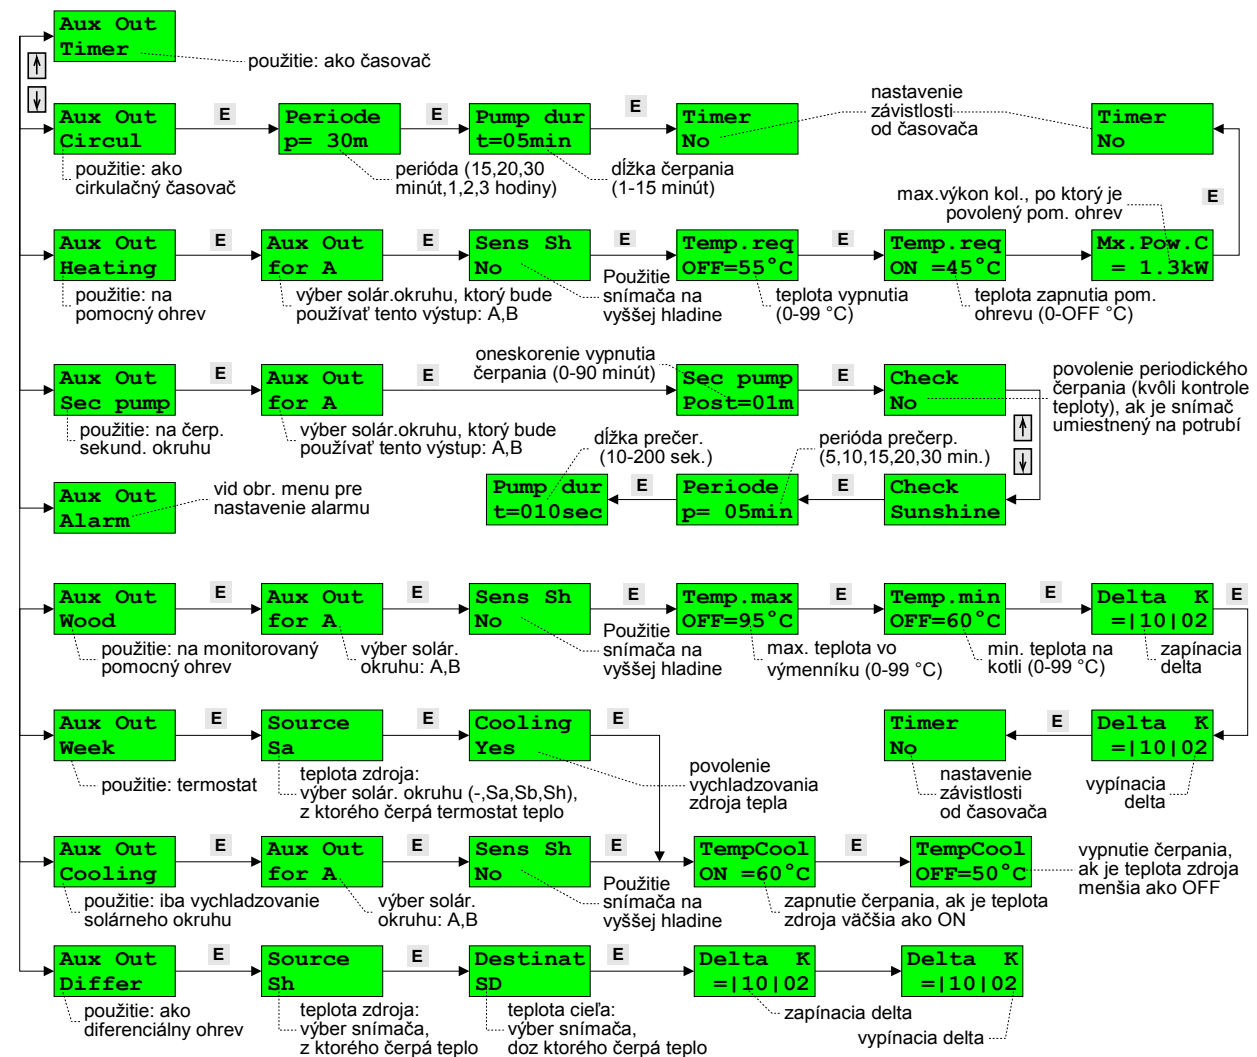 Aux Out
Timer
použitie: ako časovač
Aux Out
Circul
E
Periode
p= 30m
E
Pump dur
t=05min
E
Timer
No
nastavenie
závistlosti
od časovača
Timer
No
použitie: ako
cirkulačný časovač
perióda (15,20,30
minút,1,2,3 hodiny)
dĺžka čerpania
(1-15 minút)
max.výkon kol., po ktorý je
povolený pom. ohrev
E
Aux Out
Heating
E
Aux Out
for A
E
Sens Sh
No
E
Temp.req
OFF=55°C
E
Temp.req
ON =45°C
Mx.Pow.C
= 1.3kW
použitie: na
pomocný ohrev
výber solár.okruhu, ktorý bude
používať tento výstup: A,B
Použitie
snímača na
vyššej hladine
teplota vypnutia
(0-99 °C)
teplota zapnutia pom.
ohrevu (0-OFF °C)
oneskorenie vypnutia
čerpania (0-90 minút)
Aux Out
Sec pump
E
Aux Out
for A
E
Sec pump
Post=01m
E
Check
No
povolenie periodického
čerpania (kvôli kontrole
teploty), ak je snímač
umiestnený na potrubí
použitie: na čerp.
sekund. okruhu
výber solár.okruhu, ktorý bude
používať tento výstup: A,B
dĺžka prečer.
(10-200 sek.)
perióda prečerp.
(5,10,15,20,30 min.)
Aux Out
Alarm
vid obr. menu pre
nastavenie alarmu
Pump dur
t=010sec
E
Periode
p= 05min
E
Check
Sunshine
Aux Out
Wood
E
Aux Out
for A
E
Sens Sh
No
E
Temp.max
OFF=95°C
E
Temp.min
OFF=60°C
E
Delta K
=|10|02
E
použitie: na monitorovaný
pomocný ohrev
výber solár.
okruhu: A,B
Použitie
snímača na
vyššej hladine
max. teplota vo
výmenníku (0-99 °C)
min. teplota na
kotli (0-99 °C)
zapínacia
delta
Aux Out
Week
E
Source
Sa
E
Cooling
Yes
E
Timer
No
E
Delta K
=|10|02
použitie: termostat
teplota zdroja:
výber solár. okruhu (-,Sa,Sb,Sh),
z ktorého čerpá termostat teplo
povolenie
vychladzovania
zdroja tepla
nastavenie
závistlosti
od časovača
vypínacia
delta
Aux Out
Cooling
E
Aux Out
for A
E
Sens Sh
No
E
TempCool
ON =60°C
E
TempCool
OFF=50°C
vypnutie čerpania,
ak je teplota zdroja
menšia ako OFF
použitie: iba vychladzovanie
solárneho okruhu
výber solár.
okruhu: A,B
Použitie
snímača na
vyššej hladine
zapnutie čerpania, ak je teplota
zdroja väčšia ako ON
Aux Out
Differ
E
Source
Sh
E
Destinat
SD
E
Delta K
=|10|02
Delta K
=|10|02
použitie: ako
diferenciálny ohrev
teplota zdroja:
výber snímača,
z ktorého čerpá teplo
teplota cieľa:
výber snímača,
doz ktorého čerpá teplo
zapínacia delta
vypínacia delta